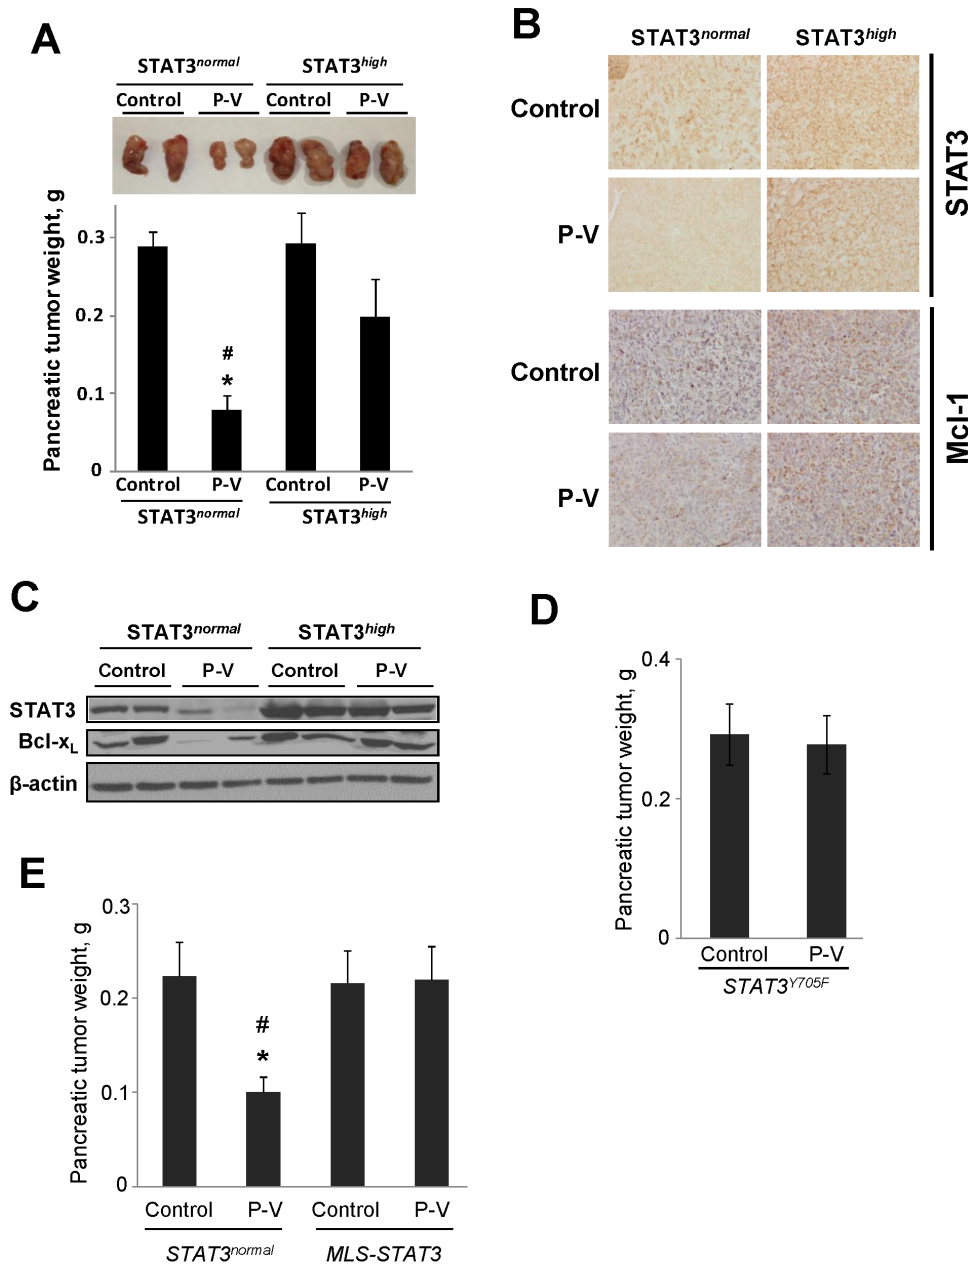 A
STAT3normal STAT3high
Control P-V Control P-V
Pancreatic tumor weight, g
0.3
0.2
0.1
0
#
*
Control P-V Control P-V
STAT3normal STAT3high
B
STAT3normal STAT3high
Control
P-V
STAT3
Control
P-V
Mcl-1
C
STAT3normal STAT3high
Control P-V Control P-V
STAT3
Bcl-xL
β-actin
D
Pancreatic tumor weight, g
0.4
0.2
0
Control P-V
STAT3Y705F
E
Pancreatic tumor weight, g
0.3
0.2
0.1
0
#
*
Control P-V Control P-V
STAT3normal MLS-STAT3